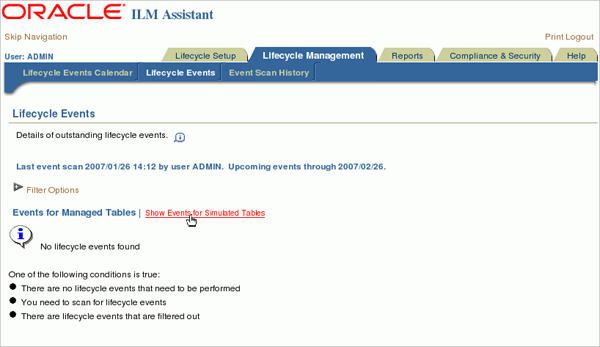 ORACLE ILM Assistant
Skip Navigation Print Logout
User: ADMIN Lifecycle Setup Lifecycle Management Reports Compliance & Security Help
Lifecycle Events Calendar Lifecycle Events Event Scan History
Lifecycle Events
Details of outstanding lifecycle events. i
Last event scan 2007/01/26 14:12 by user ADMIN. Upcoming events through 2007/02/26.
Filter Options
Events for Managed Tables | Show Events for Simulated Tables
i No lifecycle events found
One of the following conditions is true:
There are no lifecycle events that need to be performed
You need to scan for lifecycle events
There are lifecycle events that are filtered out